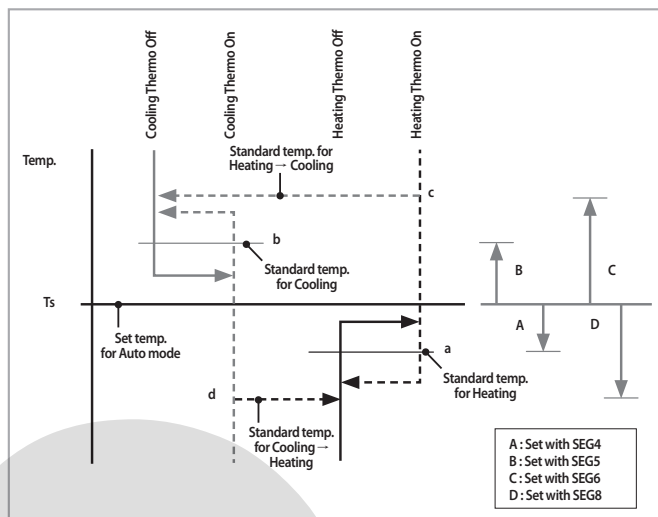 Cooling Thermo Off
Cooling Thermo On
Heating Thermo Off
Heating Thermo On
Temp.
Standard temp. for
Heating → Cooling
c
b
Standard temp.
for Cooling
B
C
Ts
Set temp.
for Auto mode
A
D
a
Standard temp.
for Heating
d
Standard temp.
for Cooling →
Heating
A : Set with SEG4
B : Set with SEG5
C : Set with SEG6
D : Set with SEG8